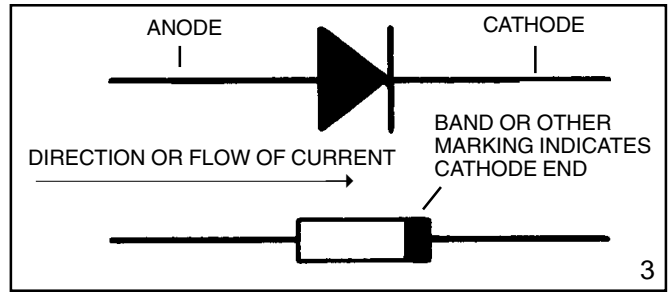 ANODE
CATHODE
BAND OR OTHER
MARKING INDICATES
CATHODE END
DIRECTION OR FLOW OF CURRENT
3